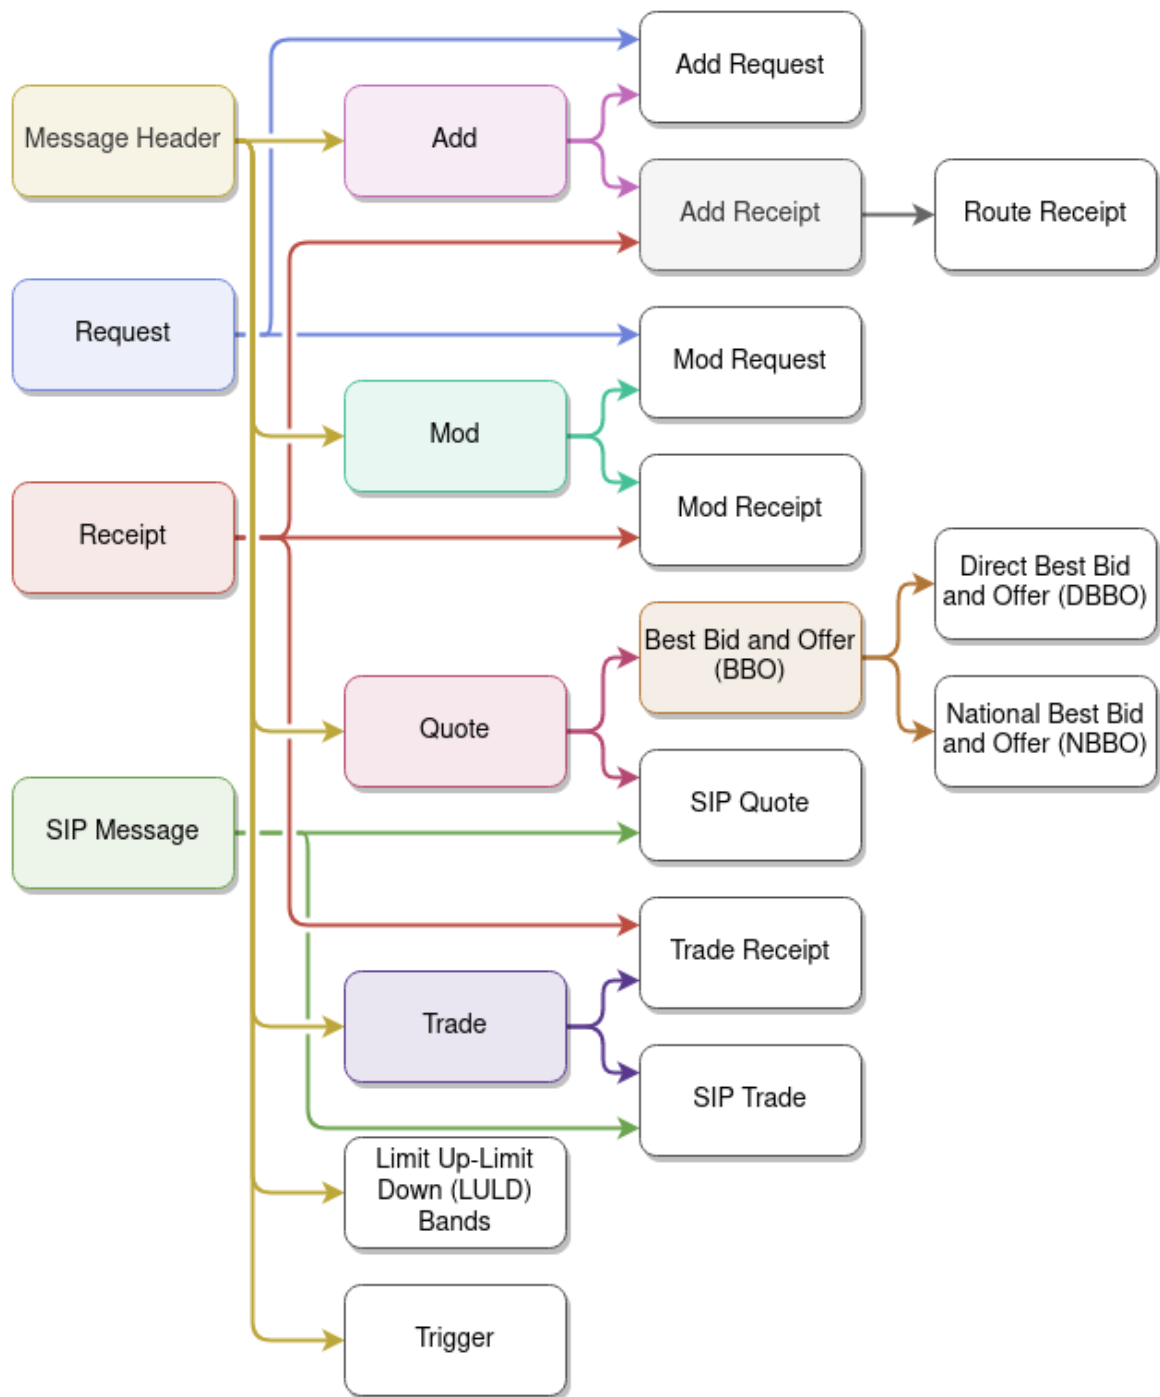 Add Request
Message Header
Add
Add Receipt
Route Receipt
Request
Mod Request
Mod
Mod Receipt
Receipt
Direct Best Bid
and Offer (DBBO)
Best Bid and Offer
(BBO)
Quote
National Best Bid
and Offer (NBBO)
SIP Quote
SIP Message
Trade Receipt
Trade
SIP Trade
Limit Up-Limit
Down (LULD)
Bands
Trigger